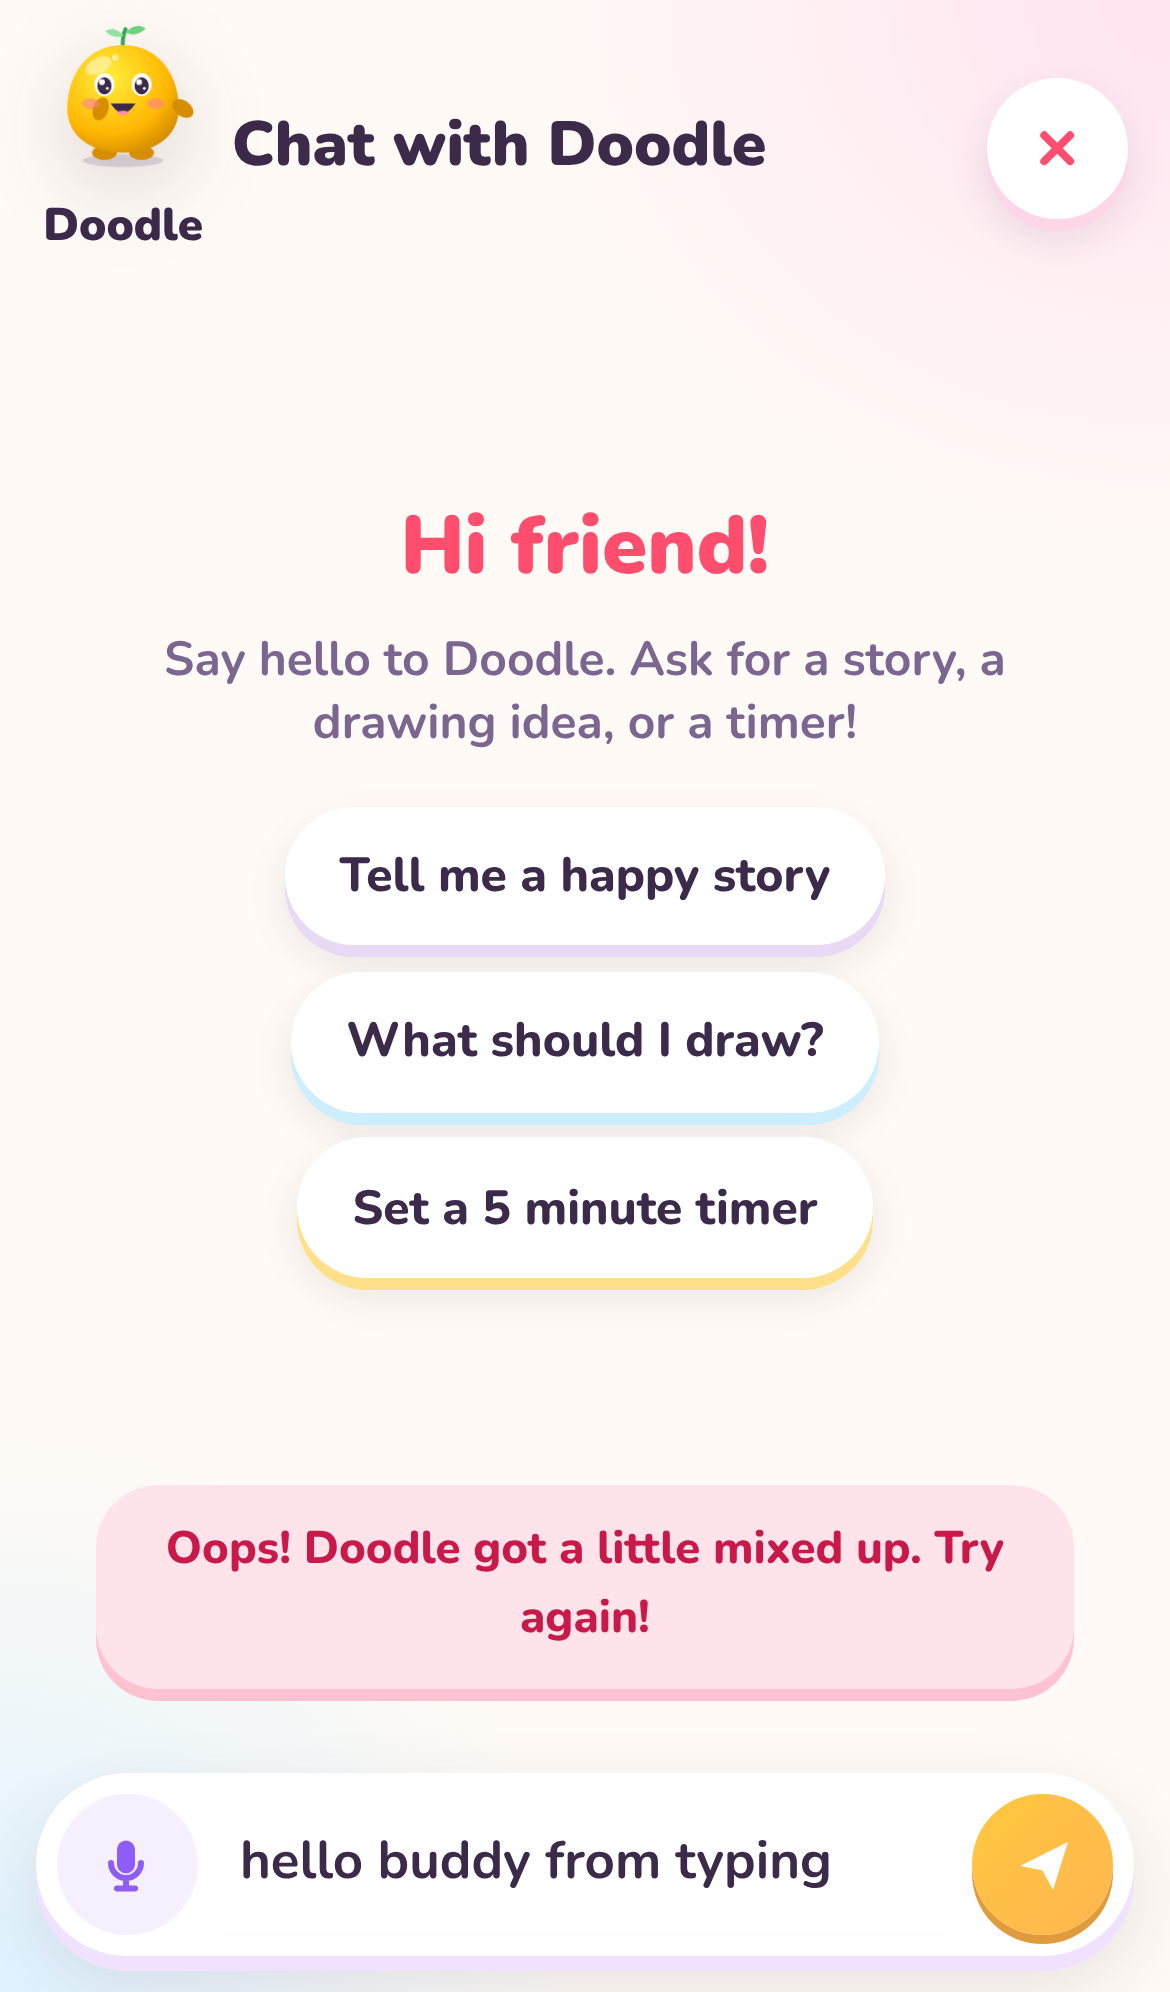 Chat with Doodle
Doodle
Hi friend!
Say hello to Doodle. Ask for a story, a
drawing idea, or a timer!
Tell me a happy story
What should I draw?
Set a 5 minute timer
Oops! Doodle got a little mixed up. Try
again!
hello buddy from typing